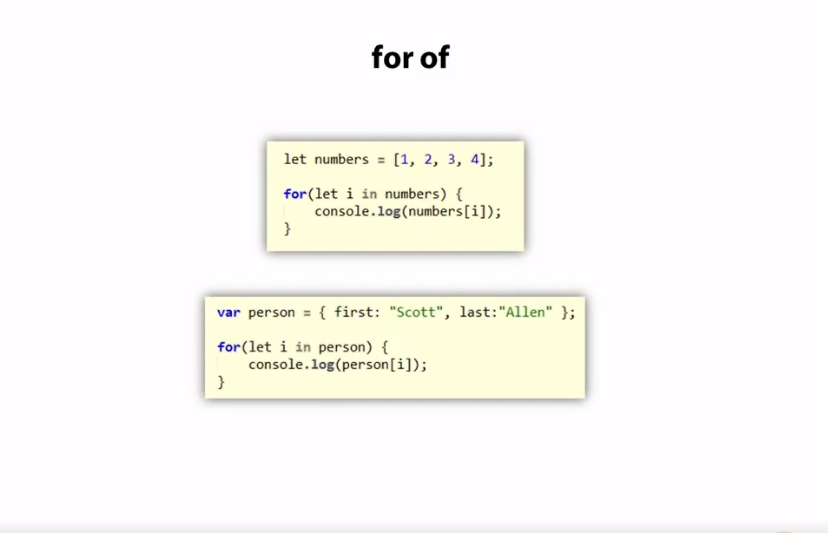 for of
let numbers = [1, 2, 3, 4];
for(let i in numbers) {
    console.log(numbers[i]);
}
var person = { first: "Scott", last:"Allen" };
for(let i in person) {
    console.log(person[i]);
}